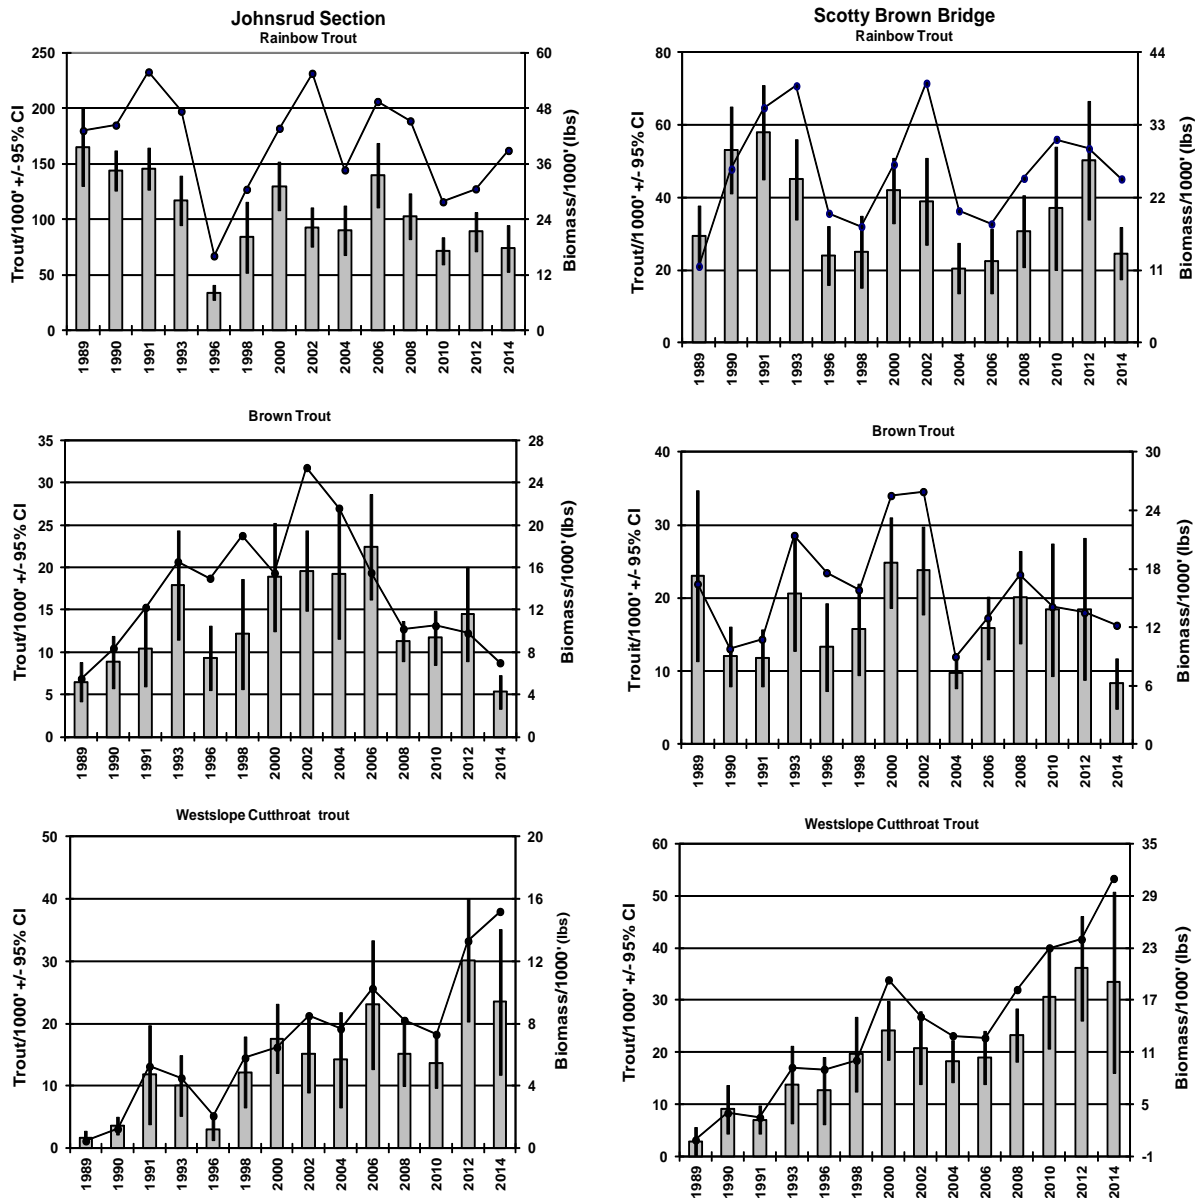 Johnsrud Section
Rainbow Trout
Trout/1000' +/- 95% CI
250
200
150
100
50
0
60
48
36
24
12
0
Biomass/1000' (lbs)
1989 1990 1991 1993 1996 1998 2000 2002 2004 2006 2008 2010 2012 2014
Scotty Brown Bridge
Rainbow Trout
Trout//1000' +/- 95% CI
80
60
40
20
0
44
33
22
11
0
Biomass/1000' (lbs)
1989 1990 1991 1993 1996 1998 2000 2002 2004 2006 2008 2010 2012 2014
Brown Trout
Trout/1000' +/- 95% CI
35
30
25
20
15
10
5
0
28
24
20
16
12
8
4
0
Biomass/1000' (lbs)
1989 1990 1991 1993 1996 1998 2000 2002 2004 2006 2008 2010 2012 2014
Brown Trout
Trouit/1000' +/- 95% CI
40
30
20
10
0
30
24
18
12
6
0
Biomass/1000' (lbs)
1989 1990 1991 1993 1996 1998 2000 2002 2004 2006 2008 2010 2012 2014
Westslope Cutthroat trout
Trout/1000' +/- 95% CI
50
40
30
20
10
0
20
16
12
8
4
0
Biomass/1000' (lbs)
1989 1990 1991 1993 1996 1998 2000 2002 2004 2006 2008 2010 2012 2014
Westslope Cutthroat Trout
Trout/1000' +/- 95% CI
60
50
40
30
20
10
0
35
29
23
17
11
5
-1
Biomass/1000' (lbs)
1989 1990 1991 1993 1996 1998 2000 2002 2004 2006 2008 2010 2012 2014